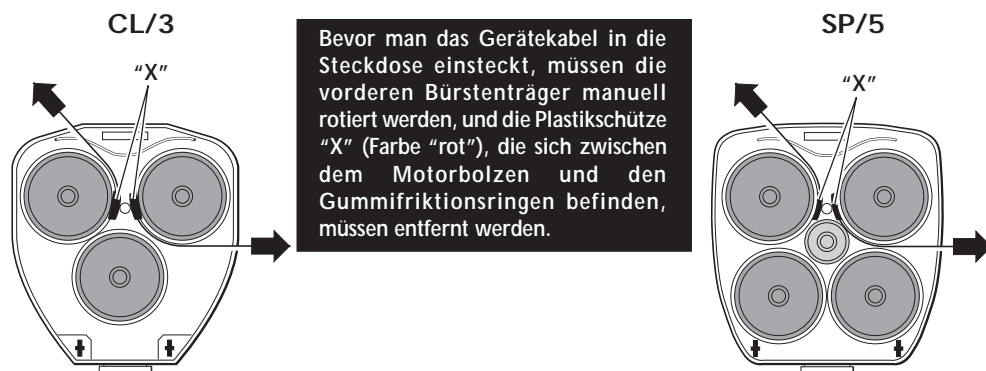 CL/3
"X"
Bevor man das Gerätekabel in die
Steckdose einsteckt, müssen die
vorderen Bürstenträger manuell
rotiert werden, und die Plastikschütze
"X" (Farbe "rot"), die sich zwischen
dem Motorbolzen und den
Gummifriktionsringen befinden,
müssen entfernt werden.
SP/5
"X"